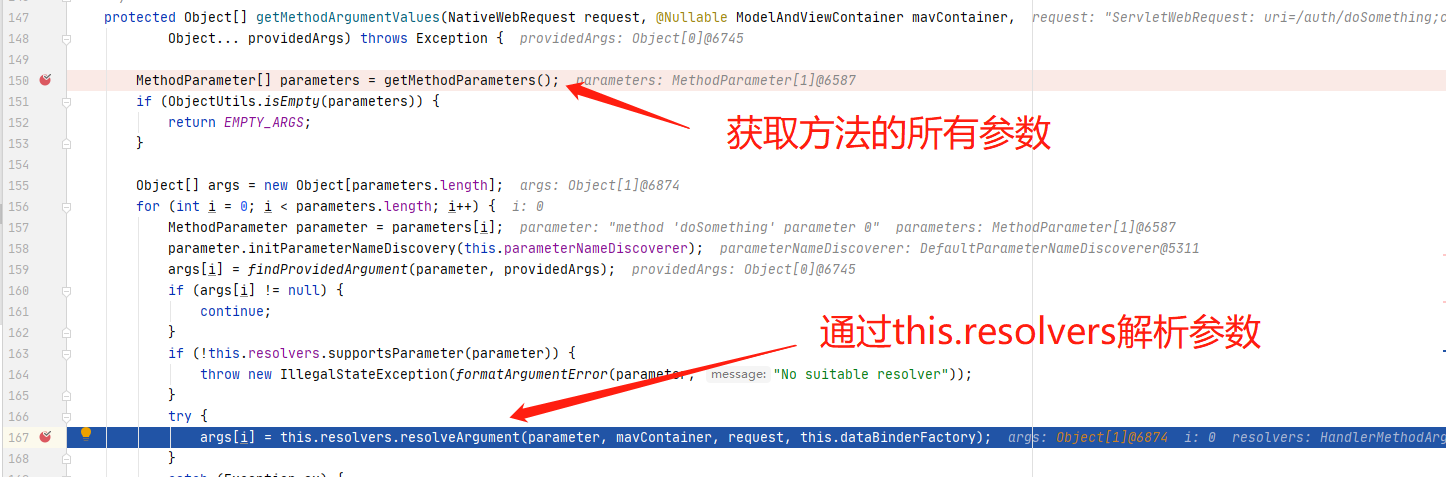 147 protected Object[] getMethodArgumentValues(NativeWebRequest request, @Nullable ModelAndViewContainer mavContainer, request: "ServletWebRequest: uri=/auth/doSomething;c
148 Object... providedArgs) throws Exception { providedArgs: Object[0]@6745
149
150 MethodParameter[] parameters = getMethodParameters(); parameters: MethodParameter[1]@6587
151 if (ObjectUtils.isEmpty(parameters)) {
获取方法的所有参数
152 return EMPTY_ARGS;
153 }
154
155 Object[] args = new Object[parameters.length]; args: Object[1]@6874
156 for (int i = 0; i < parameters.length; i++) { i: 0
157 MethodParameter parameter = parameters[i]; parameter: "method 'doSomething' parameter 0" parameters: MethodParameter[1]@6587
158 parameter.initParameterNameDiscovery(this.parameterNameDiscoverer); parameterNameDiscoverer: DefaultParameterNameDiscoverer@5311
159 args[i] = findProvidedArgument(parameter, providedArgs); providedArgs: Object[0]@6745
160 if (args[i] != null) {
161 continue;
通过this.resolvers解析参数
162 }
163 if (!this.resolvers.supportsParameter(parameter)) {
164 throw new IllegalStateException(formatArgumentError(parameter, message: "No suitable resolver"));
165 }
166 try {
167 args[i] = this.resolvers.resolveArgument(parameter, mavContainer, request, this.dataBinderFactory); args: Object[1]@6874 i: 0 resolvers: HandlerMethodArg
168 }